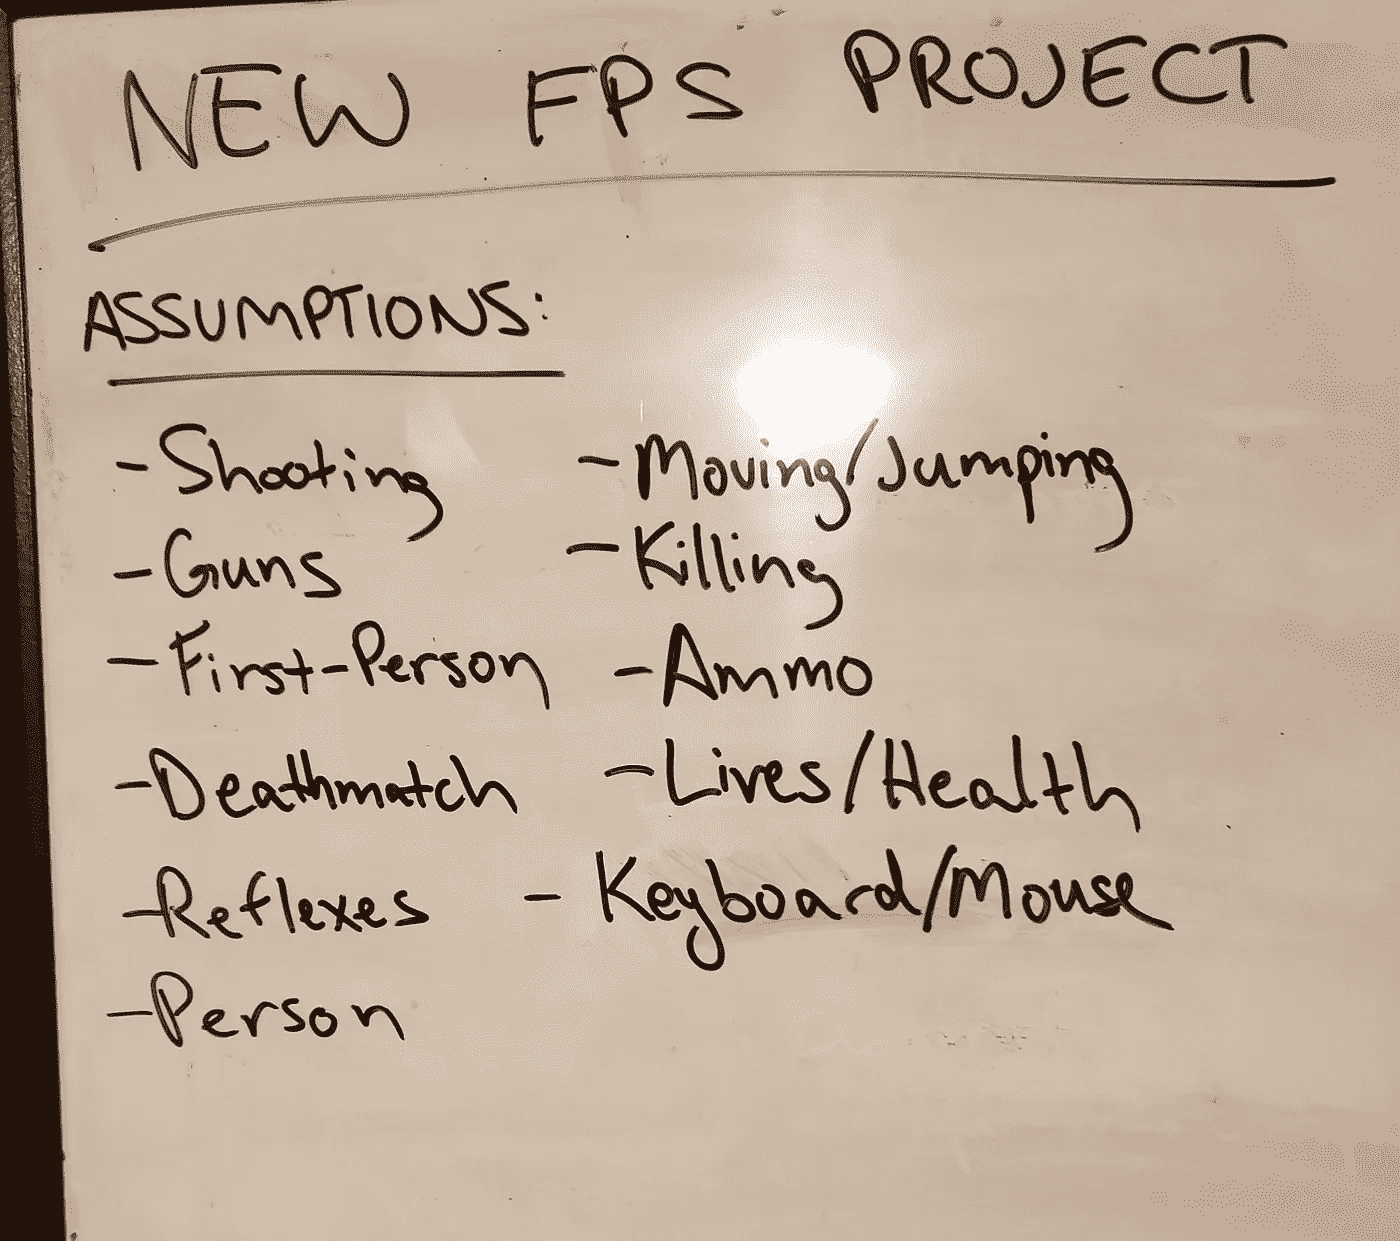 NEW FPS PROJECT
ASSUMPTIONS:
- Shooting
- Guns
- First-Person
- Deathmatch
- Reflexes
- Person
- Moving/Jumping
- Killing
- Ammo
- Lives/Health
- Keyboard/Mouse